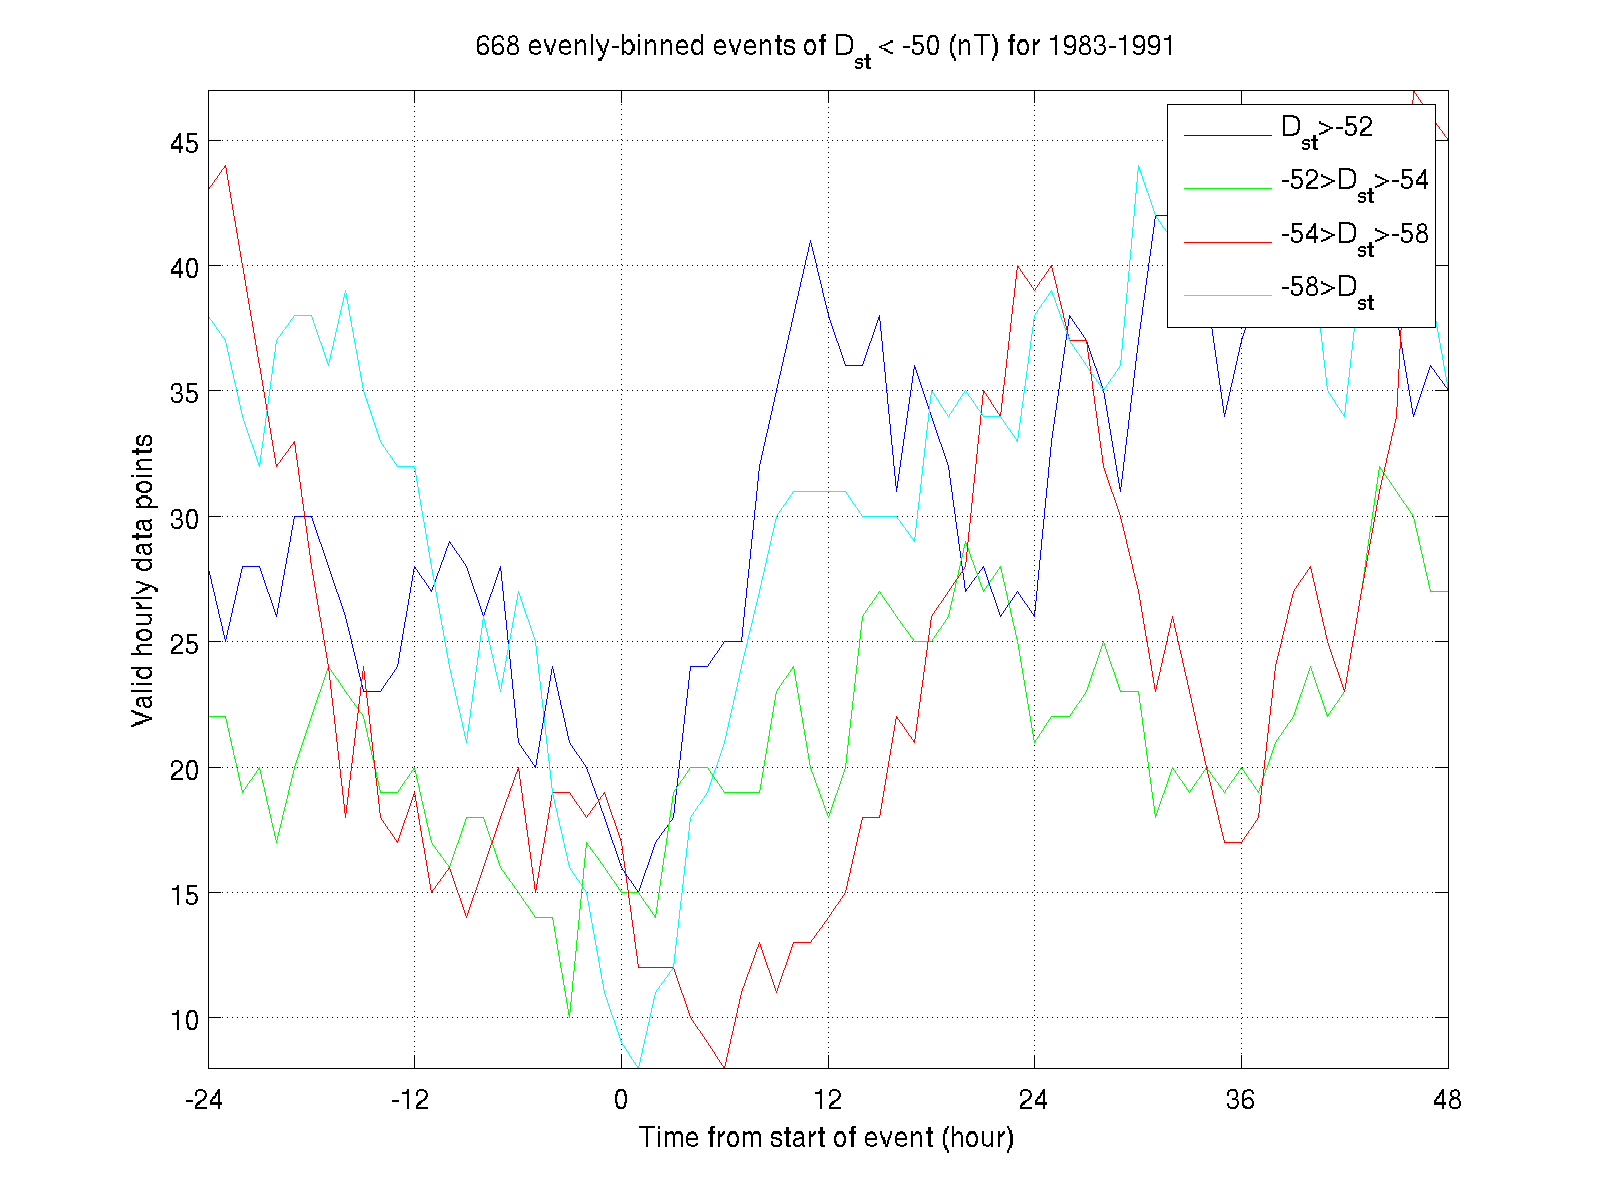 668 evenly-binned events of Dst < -50 (nT) for 1983-1991
Dst>-52
-52>Dst>-54
-54>Dst>-58
-58>Dst
45
40
35
30
25
20
15
10
Valid hourly data points
-24 -12 0 12 24 36 48
Time from start of event (hour)